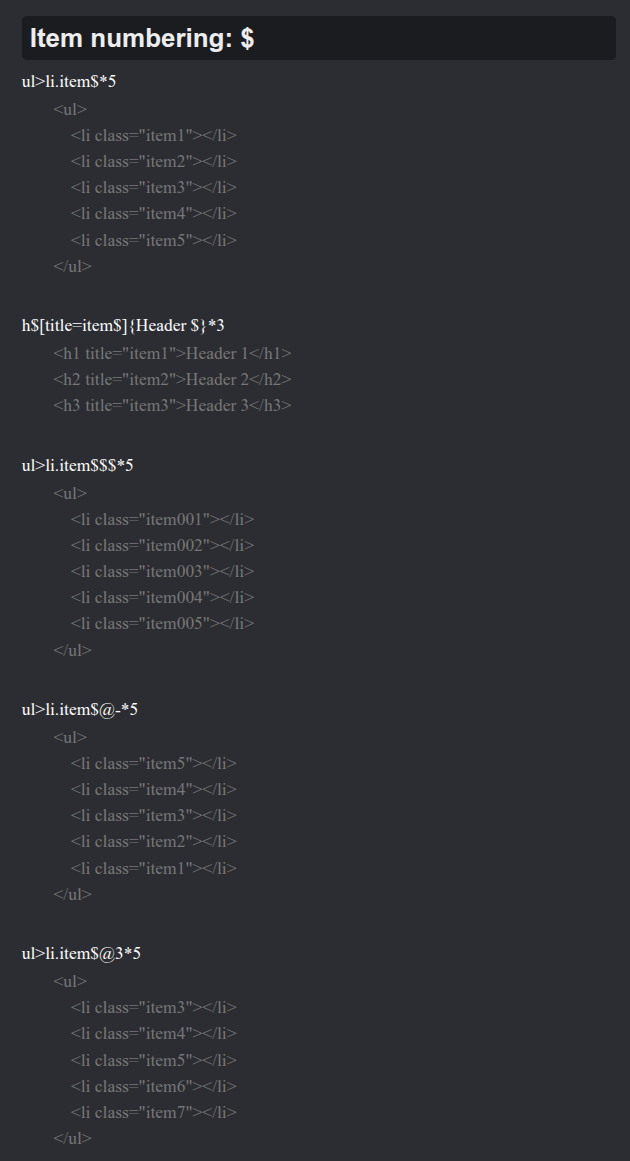 Item numbering: $
ul>li.item$*5
<ul>
<li class="item1"></li>
<li class="item2"></li>
<li class="item3"></li>
<li class="item4"></li>
<li class="item5"></li>
</ul>
h$[title=item$]{Header $}*3
<h1 title="item1">Header 1</h1>
<h2 title="item2">Header 2</h2>
<h3 title="item3">Header 3</h3>
ul>li.item$$$*5
<ul>
<li class="item001"></li>
<li class="item002"></li>
<li class="item003"></li>
<li class="item004"></li>
<li class="item005"></li>
</ul>
ul>li.item$@-*5
<ul>
<li class="item5"></li>
<li class="item4"></li>
<li class="item3"></li>
<li class="item2"></li>
<li class="item1"></li>
</ul>
ul>li.item$@3*5
<ul>
<li class="item3"></li>
<li class="item4"></li>
<li class="item5"></li>
<li class="item6"></li>
<li class="item7"></li>
</ul>